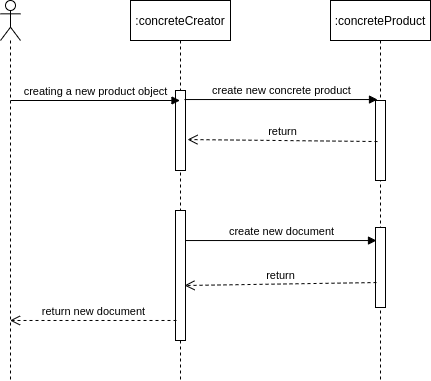 :concreteCreator
:concreteProduct
creating a new product object
create new concrete product
return
create new document
return
return new document